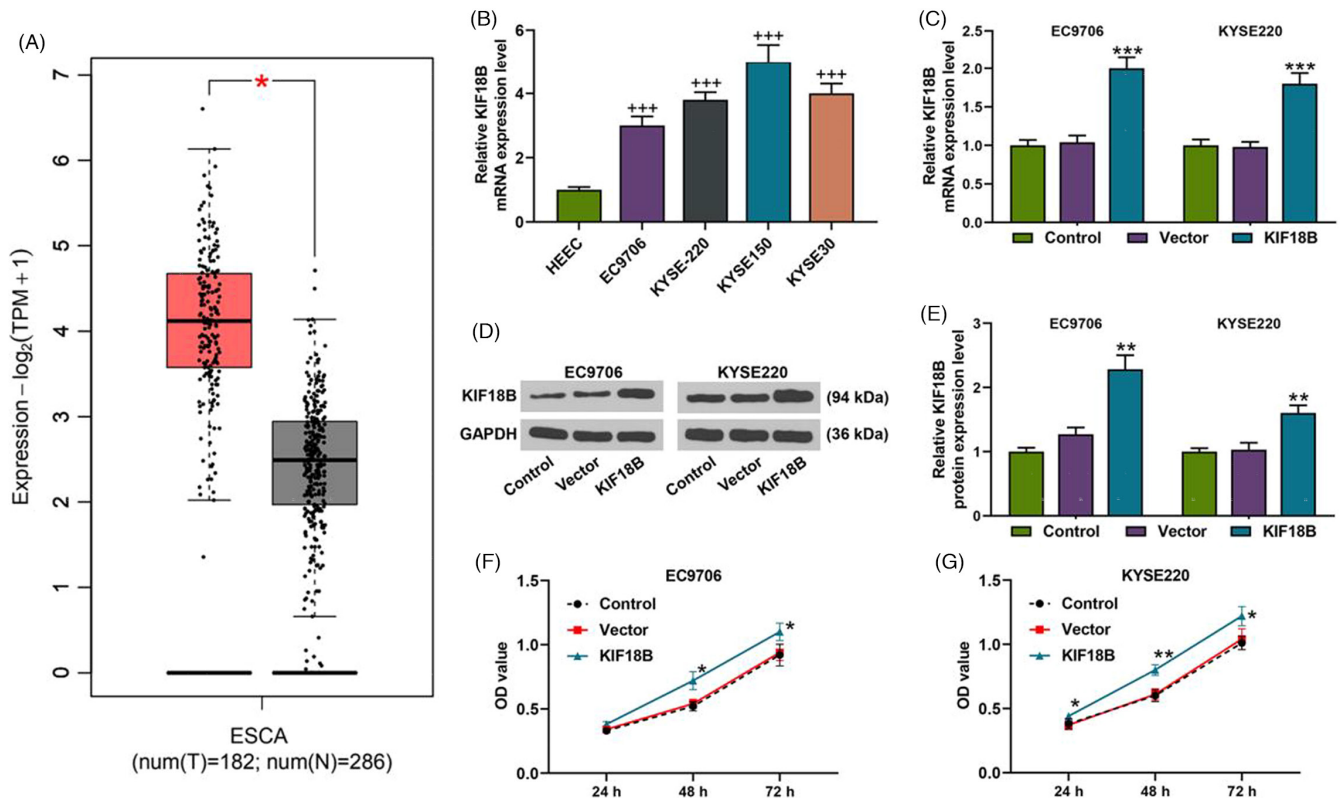 (A)
*
7
6
5
4
3
2
1
0
Expression – log2(TPM + 1)
ESCA
(num(T)=182; num(N)=286)
(B)
Relative KIF18B
mRNA expression level
6
4
2
0
+++
+++
+++
+++
HEEC
EC9706
KYSE-220
KYSE150
KYSE30
(C)
EC9706 KYSE220
Relative KIF18B
mRNA expression level
2.5
2.0
1.5
1.0
0.5
0.0
***
***
Control Vector KIF18B
(D)
EC9706 KYSE220
KIF18B (94 kDa)
GAPDH (36 kDa)
Control Vector KIF18B Control Vector KIF18B
(E)
EC9706 KYSE220
Relative KIF18B
protein expression level
3
2
1
0
**
**
Control Vector KIF18B
(F)
EC9706
OD value
1.5
1.0
0.5
0.0
Control
Vector
KIF18B
*
*
24 h 48 h 72 h
(G)
KYSE220
OD value
1.5
1.0
0.5
0.0
Control
Vector
KIF18B
*
**
*
24 h 48 h 72 h